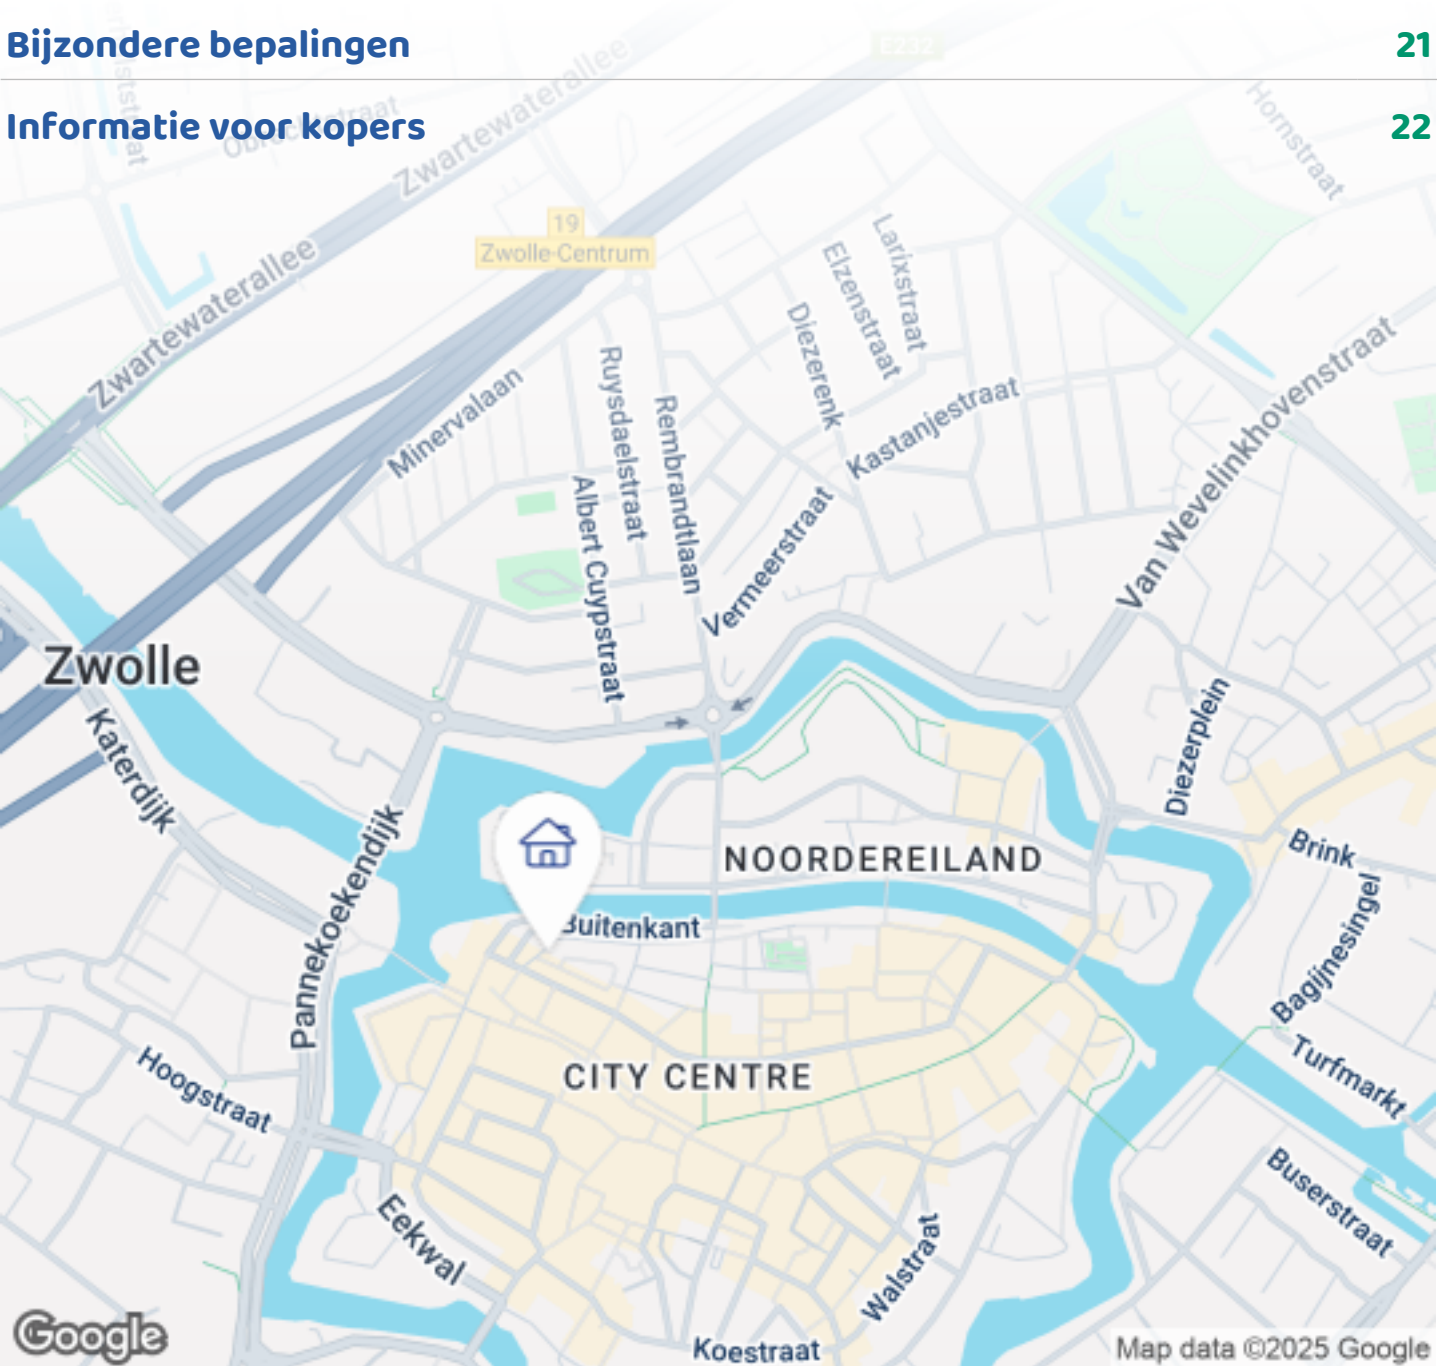 Bijzondere bepalingen 21
Informatie voor kopers 22
E232
Zwartewaterallee
Obrechtstraat
Hornstraat
19
Zwolle-Centrum
Zwartewaterallee
Larixstraat
Elzenstraat
Diezerenk
Kastanjestraat
Van Wevelinkhovenstraat
Minervalaan
Ruysdaelstraat
Rembrandtlaan
Albert Cuypstraat
Vermeerstraat
Zwolle
Katerdijk
Pannekoekendijk
Diezerplein
NOORDEREILAND
Brink
Buitenkant
Bagijnesingel
Turfmarkt
CITY CENTRE
Hoogstraat
Buserstraat
Eekwal
Walstraat
Koestraat
Google
Map data ©2025 Google